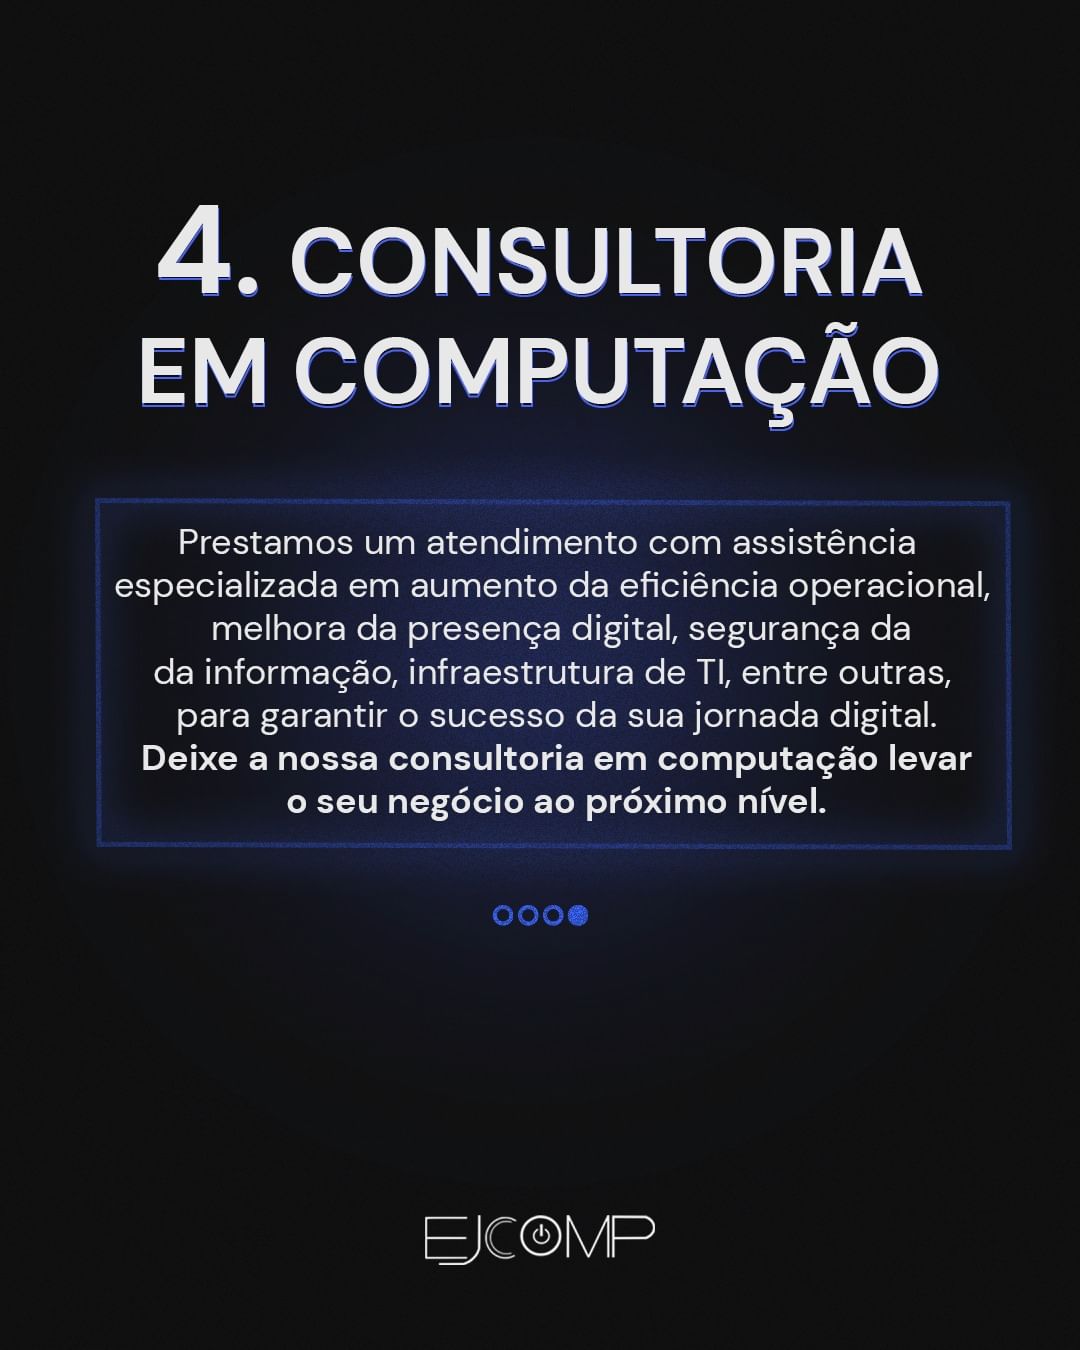 4. CONSULTORIA
EM COMPUTAÇÃO
Prestamos um atendimento com assistência
especializada em aumento da eficiência operacional,
melhora da presença digital, segurança da
da informação, infraestrutura de TI, entre outras,
para garantir o sucesso da sua jornada digital.
Deixe a nossa consultoria em computação levar
o seu negócio ao próximo nível.
EJCOMP